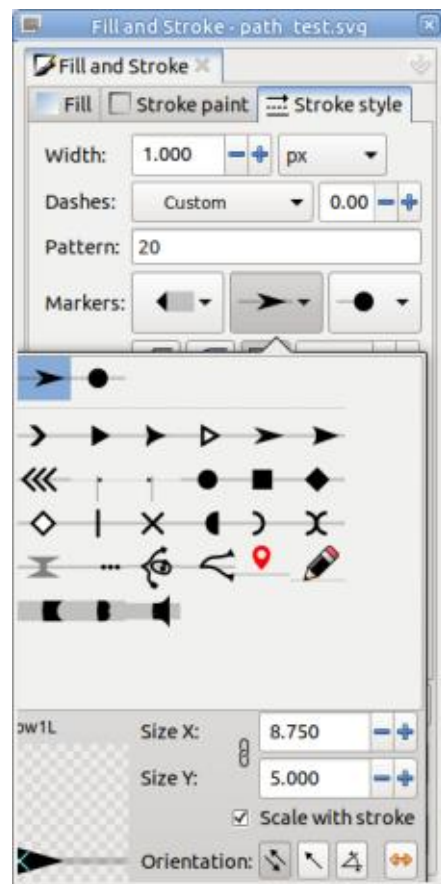 Fill and Stroke - path test.svg
Fill and Stroke
Fill Stroke paint Stroke style
Width: 1.000 px
Dashes: Custom 0.00
Pattern: 20
Markers:
ow1L
Size X: 8.750
Size Y: 5.000
Scale with stroke
Orientation: